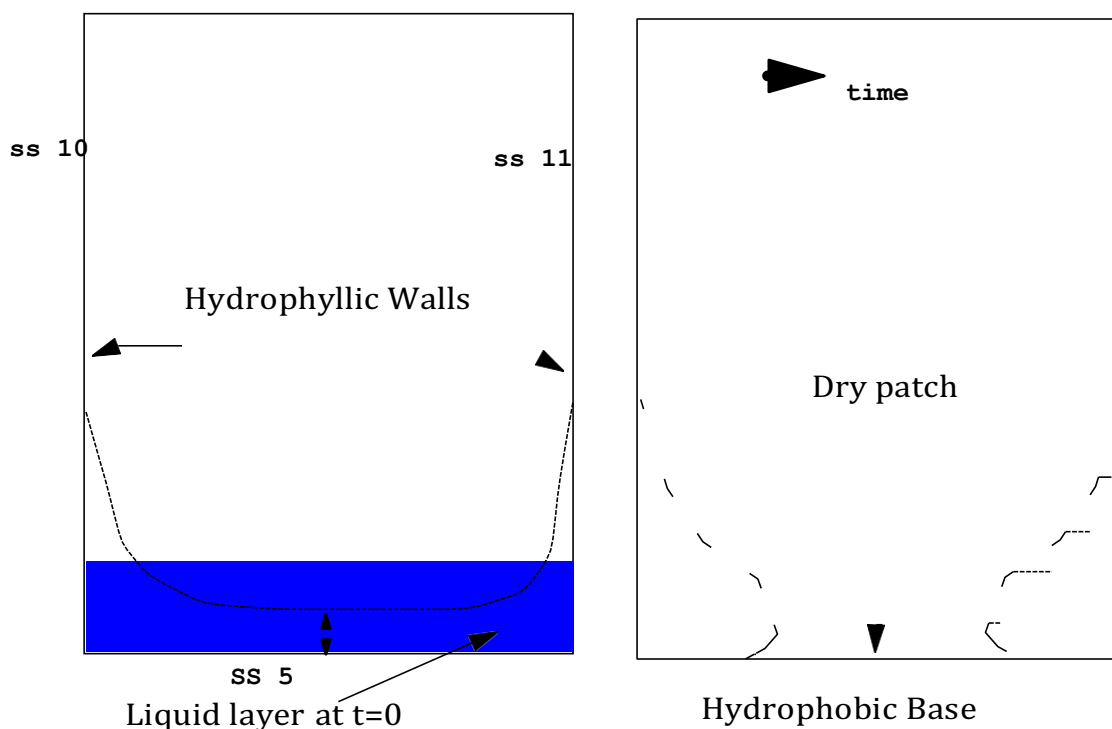 time
ss 10
ss 11
Hydrophyllic Walls
Dry patch
SS 5
Liquid layer at t=0
Hydrophobic Base